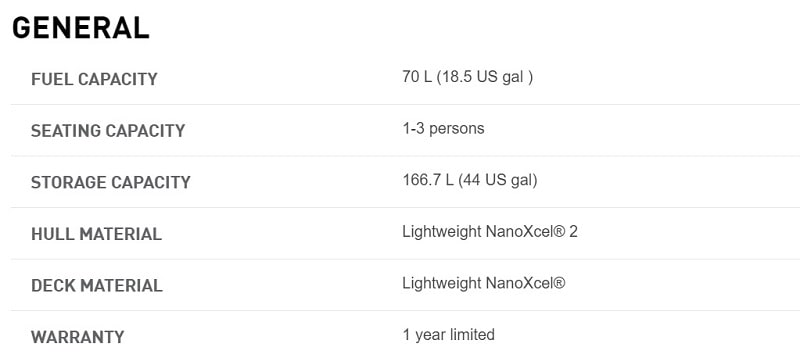 GENERAL
FUEL CAPACITY 70 L (18.5 US gal )
SEATING CAPACITY 1-3 persons
STORAGE CAPACITY 166.7 L (44 US gal)
HULL MATERIAL Lightweight NanoXcel® 2
DECK MATERIAL Lightweight NanoXcel®
WARRANTY 1 year limited